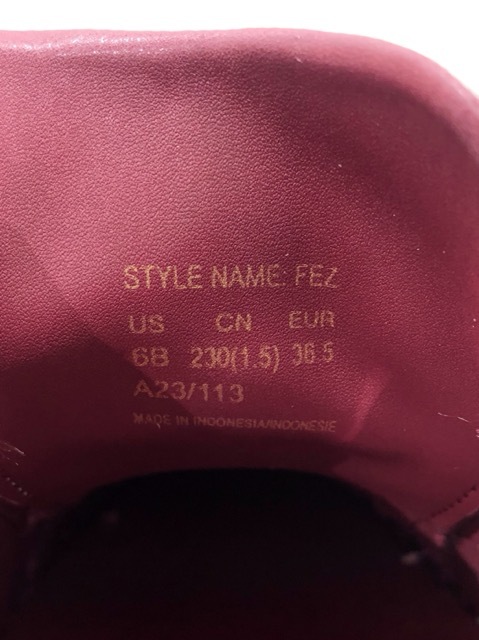 STYLE NAME: FEZ
US CN EUR
6B 230(1.5) 36.5
A23/113
MADE IN INDONESIA/INDONESIE